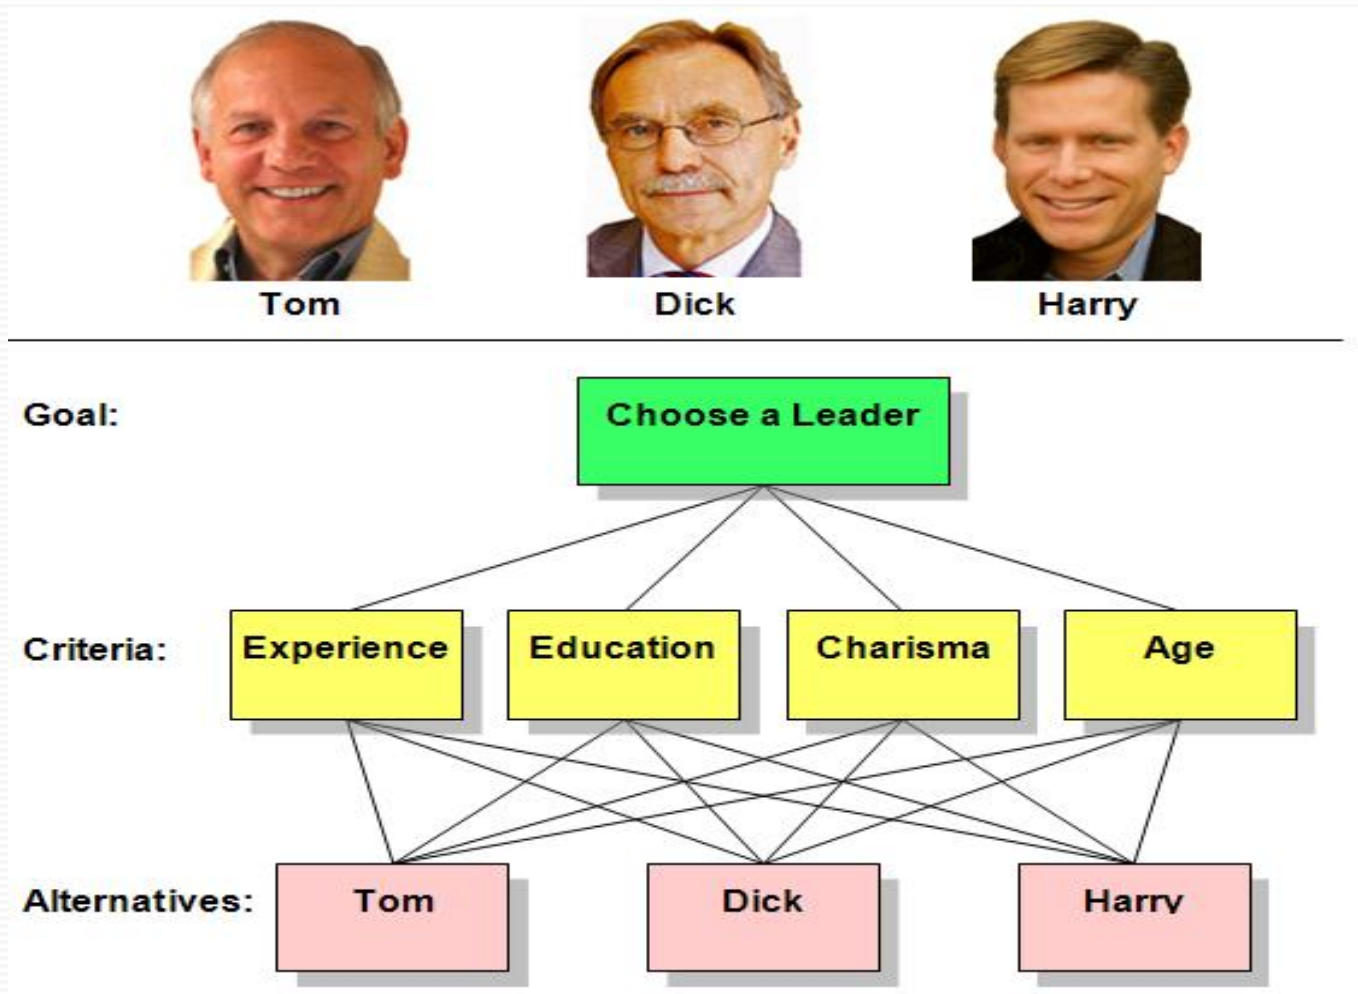 Tom Dick Harry
Goal: Choose a Leader
Criteria: Experience Education Charisma Age
Alternatives: Tom Dick Harry